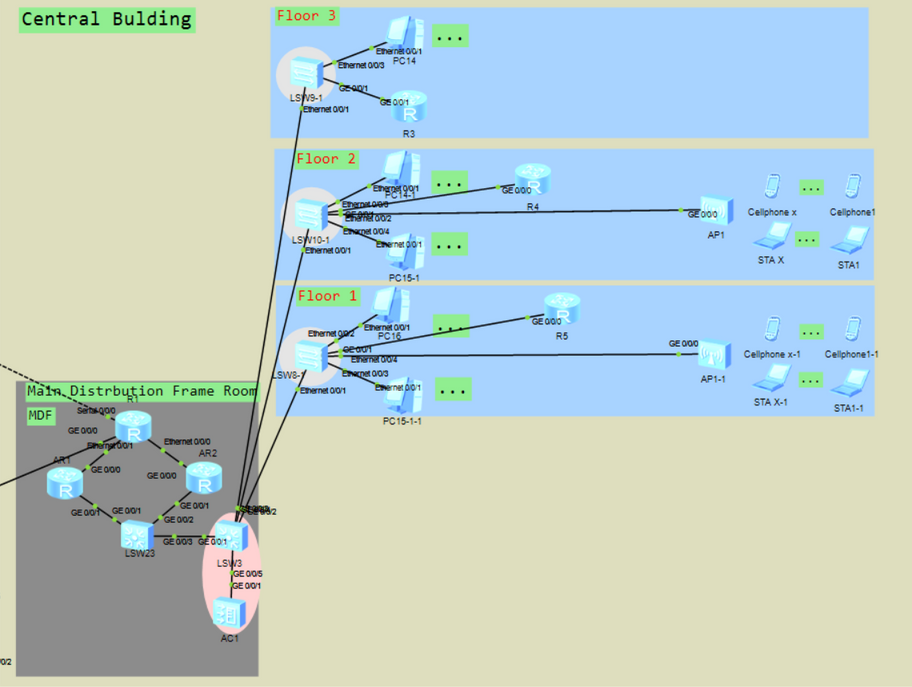 Central Bulding
Floor 3
Ethernet 0/0/1
PC14
...
Ethernet 0/0/3
LSW9-1
GE 0/0/1
GE 0/0/1
Ethernet 0/0/1
R3
Floor 2
Ethernet 0/0/1
PC14-1
...
GE 0/0/0
R4
Ethernet 0/0/2
Ethernet 0/0/4
LSW10-1
Ethernet 0/0/1
Ethernet 0/0/1
PC15-1
...
GE 0/0/0
AP1
Cellphone x
...
Cellphone1
STA X
...
STA1
Floor 1
Ethernet 0/0/1
PC16
...
GE 0/0/0
R5
Ethernet 0/0/2
GE 0/0/1
Ethernet 0/0/4
Ethernet 0/0/3
Ethernet 0/0/1
Ethernet 0/0/1
PC15-1-1
...
GE 0/0/0
AP1-1
Cellphone x-1
...
Cellphone1-1
STA X-1
...
STA1-1
Main Distrbution Frame Room
MDF
R1
Serial 0/0/0
GE 0/0/0
Ethernet 0/0/1
Ethernet 0/0/0
AR1
GE 0/0/0
AR2
GE 0/0/0
GE 0/0/1
GE 0/0/1
GE 0/0/2
LSW23
GE 0/0/3
GE 0/0/1
LSW3
GE 0/0/5
GE 0/0/1
AC1